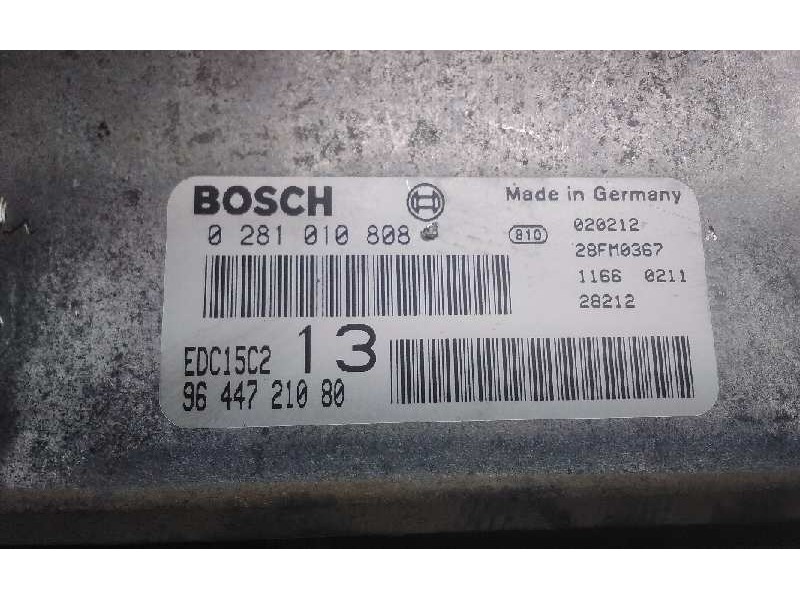 BOSCH
Made in Germany
0 281 010 808
810
020212
28FM0367
1166 0211
28212
EDC15C2 13
96 447 210 80